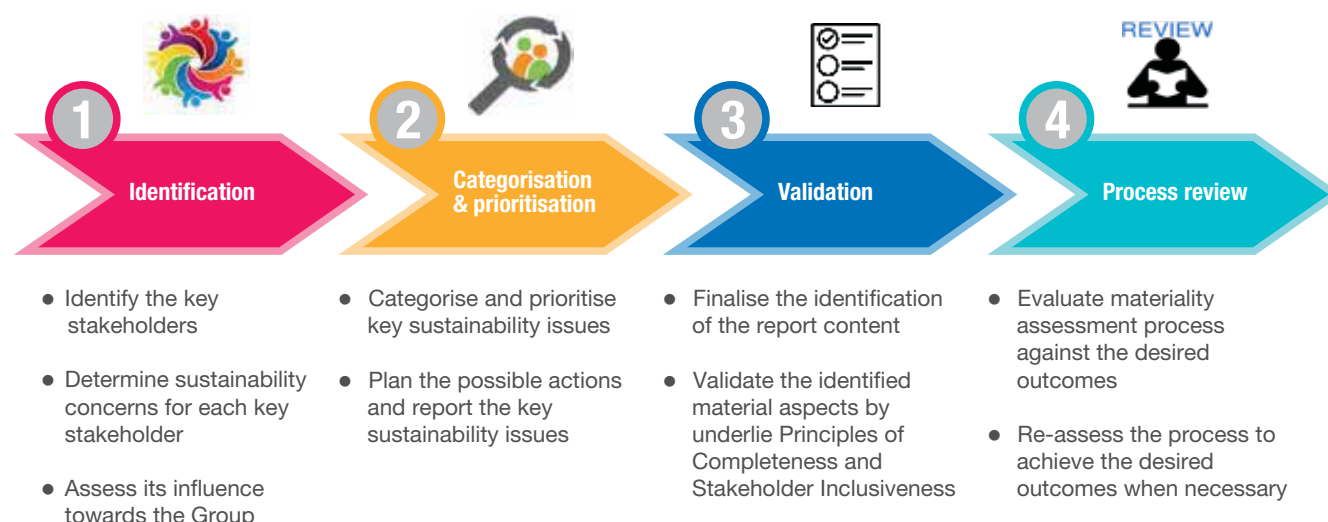 REVIEW
1
Identification
● Identify the key
stakeholders
● Determine sustainability
concerns for each key
stakeholder
● Assess its influence
towards the Group
2
Categorisation
& prioritisation
● Categorise and prioritise
key sustainability issues
● Plan the possible actions
and report the key
sustainability issues
3
Validation
● Finalise the identification
of the report content
● Validate the identified
material aspects by
underlie Principles of
Completeness and
Stakeholder Inclusiveness
4
Process review
● Evaluate materiality
assessment process
against the desired
outcomes
● Re-assess the process to
achieve the desired
outcomes when necessary